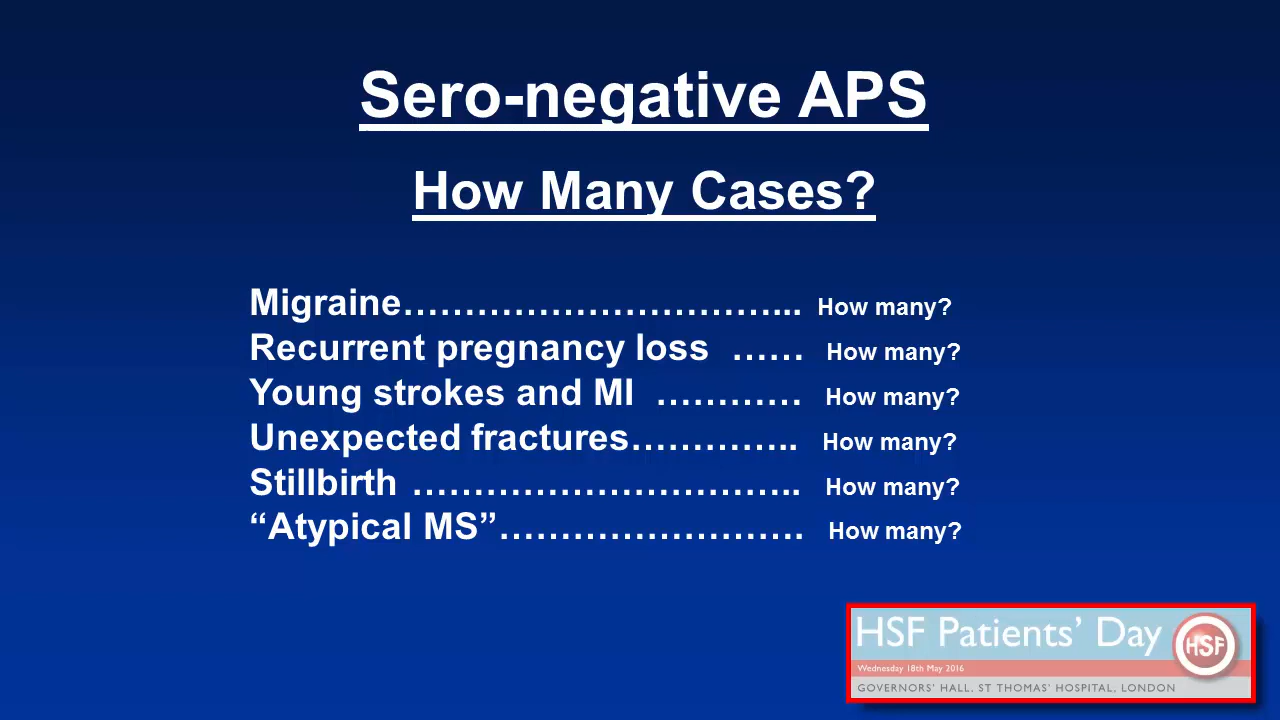 Sero-negative APS
How Many Cases?
Migraine…………………………... How many?
Recurrent pregnancy loss …… How many?
Young strokes and MI ………… How many?
Unexpected fractures………….. How many?
Stillbirth ………………………….. How many?
“Atypical MS”……………………. How many?
HSF Patients’ Day
HSF
Wednesday 18th May 2016
GOVERNORS’ HALL, ST THOMAS’ HOSPITAL, LONDON